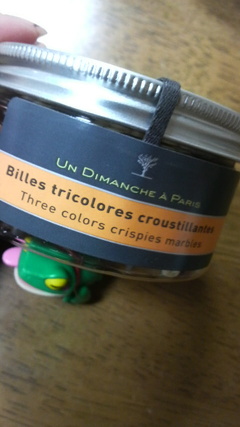 UN DIMANCHE À PARIS
Billes tricolores croustillantes
Three colors crispies marbles